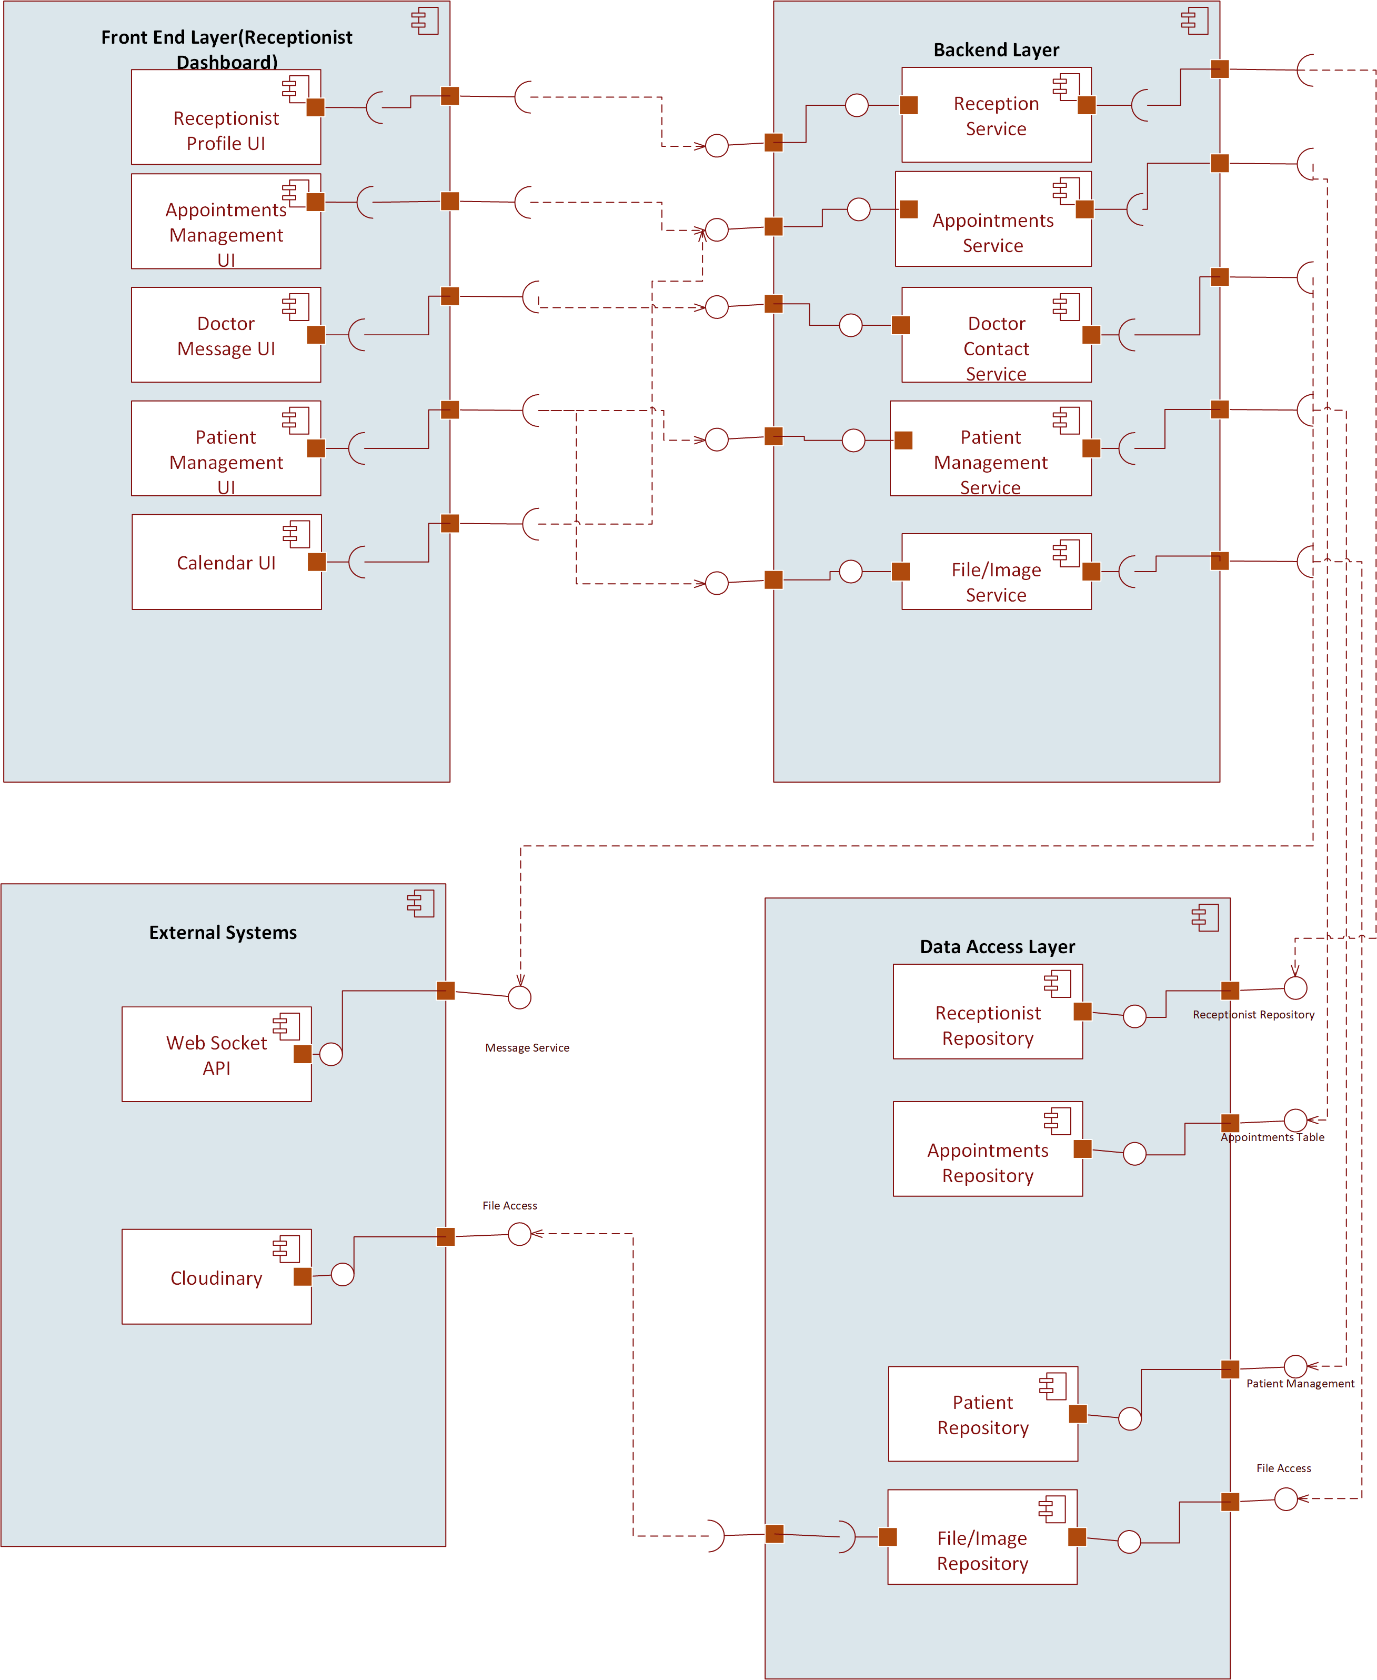 Front End Layer(Receptionist
Dashboard)
Receptionist
Profile UI
Appointments
Management
UI
Doctor
Message UI
Patient
Management
UI
Calendar UI
Backend Layer
Reception
Service
Appointments
Service
Doctor
Contact
Service
Patient
Management
Service
File/Image
Service
External Systems
Web Socket
API
Message Service
File Access
Cloudinary
Data Access Layer
Receptionist
Repository
Receptionist Repository
Appointments
Repository
Appointments Table
Patient
Repository
Patient Management
File Access
File/Image
Repository